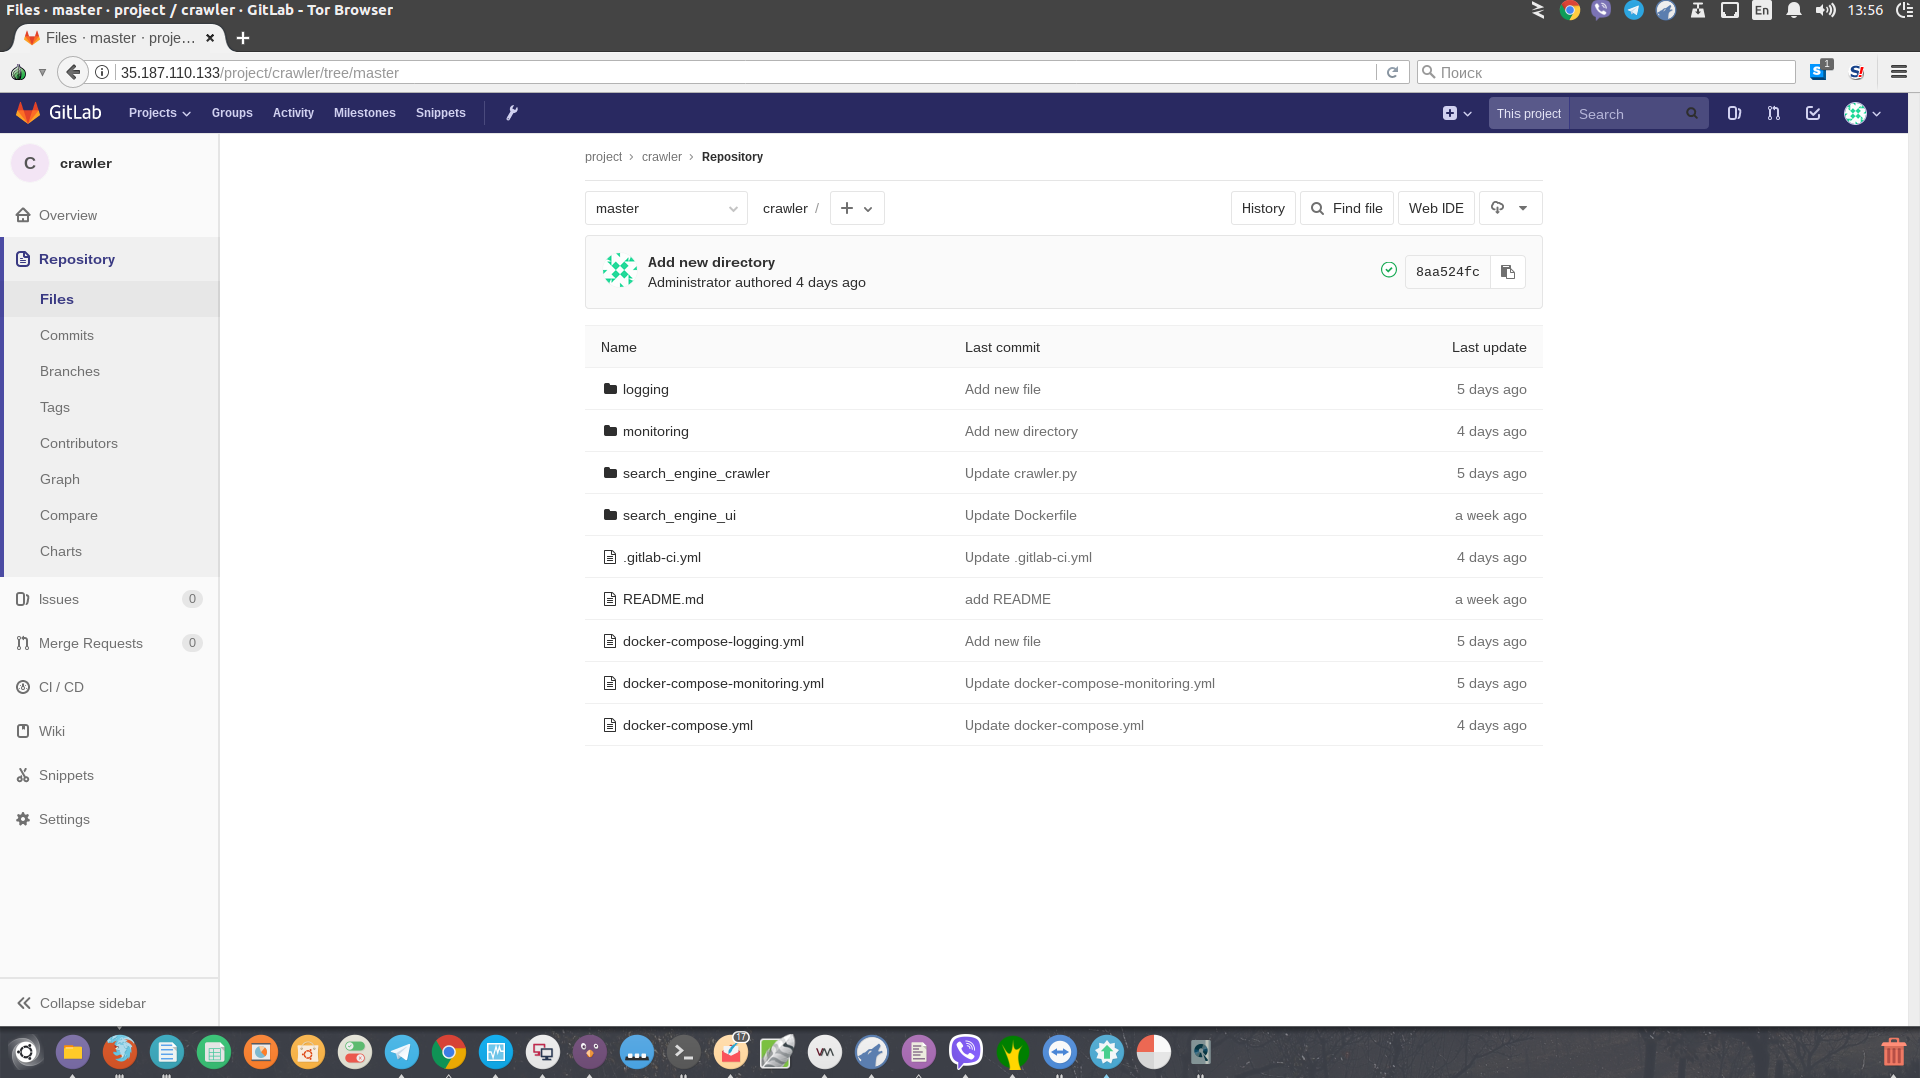 Files · master · project / crawler · GitLab - Tor Browser
En
13:56
Files · master · proje...
35.187.110.133/project/crawler/tree/master
Поиск
1
GitLab
Projects
Groups
Activity
Milestones
Snippets
This project
Search
C
crawler
Overview
Repository
Files
Commits
Branches
Tags
Contributors
Graph
Compare
Charts
Issues
0
Merge Requests
0
CI / CD
Wiki
Snippets
Settings
Collapse sidebar
project › crawler › Repository
master
crawler /
History
Find file
Web IDE
Add new directory
Administrator authored 4 days ago
8aa524fc
Name Last commit Last update
logging Add new file 5 days ago
monitoring Add new directory 4 days ago
search_engine_crawler Update crawler.py 5 days ago
search_engine_ui Update Dockerfile a week ago
.gitlab-ci.yml Update .gitlab-ci.yml 4 days ago
README.md add README a week ago
docker-compose-logging.yml Add new file 5 days ago
docker-compose-monitoring.yml Update docker-compose-monitoring.yml 5 days ago
docker-compose.yml Update docker-compose.yml 4 days ago
17